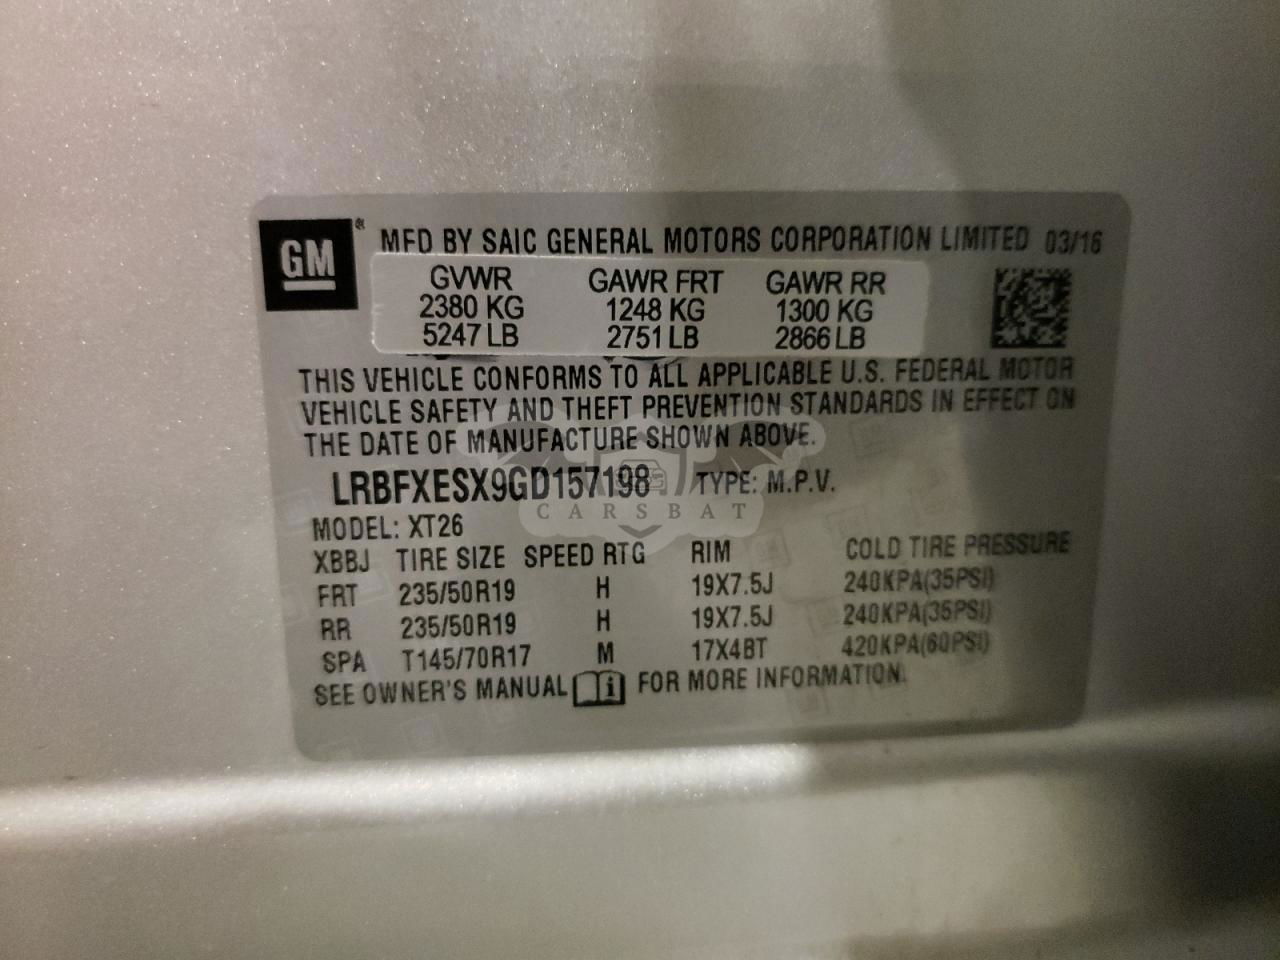 GM ® MFD BY SAIC GENERAL MOTORS CORPORATION LIMITED 03/16
GVWR GAWR FRT GAWR RR
2380 KG 1248 KG 1300 KG
5247 LB 2751 LB 2866 LB
THIS VEHICLE CONFORMS TO ALL APPLICABLE U.S. FEDERAL MOTOR
VEHICLE SAFETY AND THEFT PREVENTION STANDARDS IN EFFECT ON
THE DATE OF MANUFACTURE SHOWN ABOVE.
LRBFXESX9GD157198 TYPE: M.P.V.
CARSBAT
MODEL: XT26
XBBJ TIRE SIZE SPEED RTG RIM COLD TIRE PRESSURE
FRT 235/50R19 H 19X7.5J 240KPA(35PSI)
RR 235/50R19 H 19X7.5J 240KPA(35PSI)
SPA T145/70R17 M 17X4BT 420KPA(60PSI)
SEE OWNER'S MANUAL i FOR MORE INFORMATION.